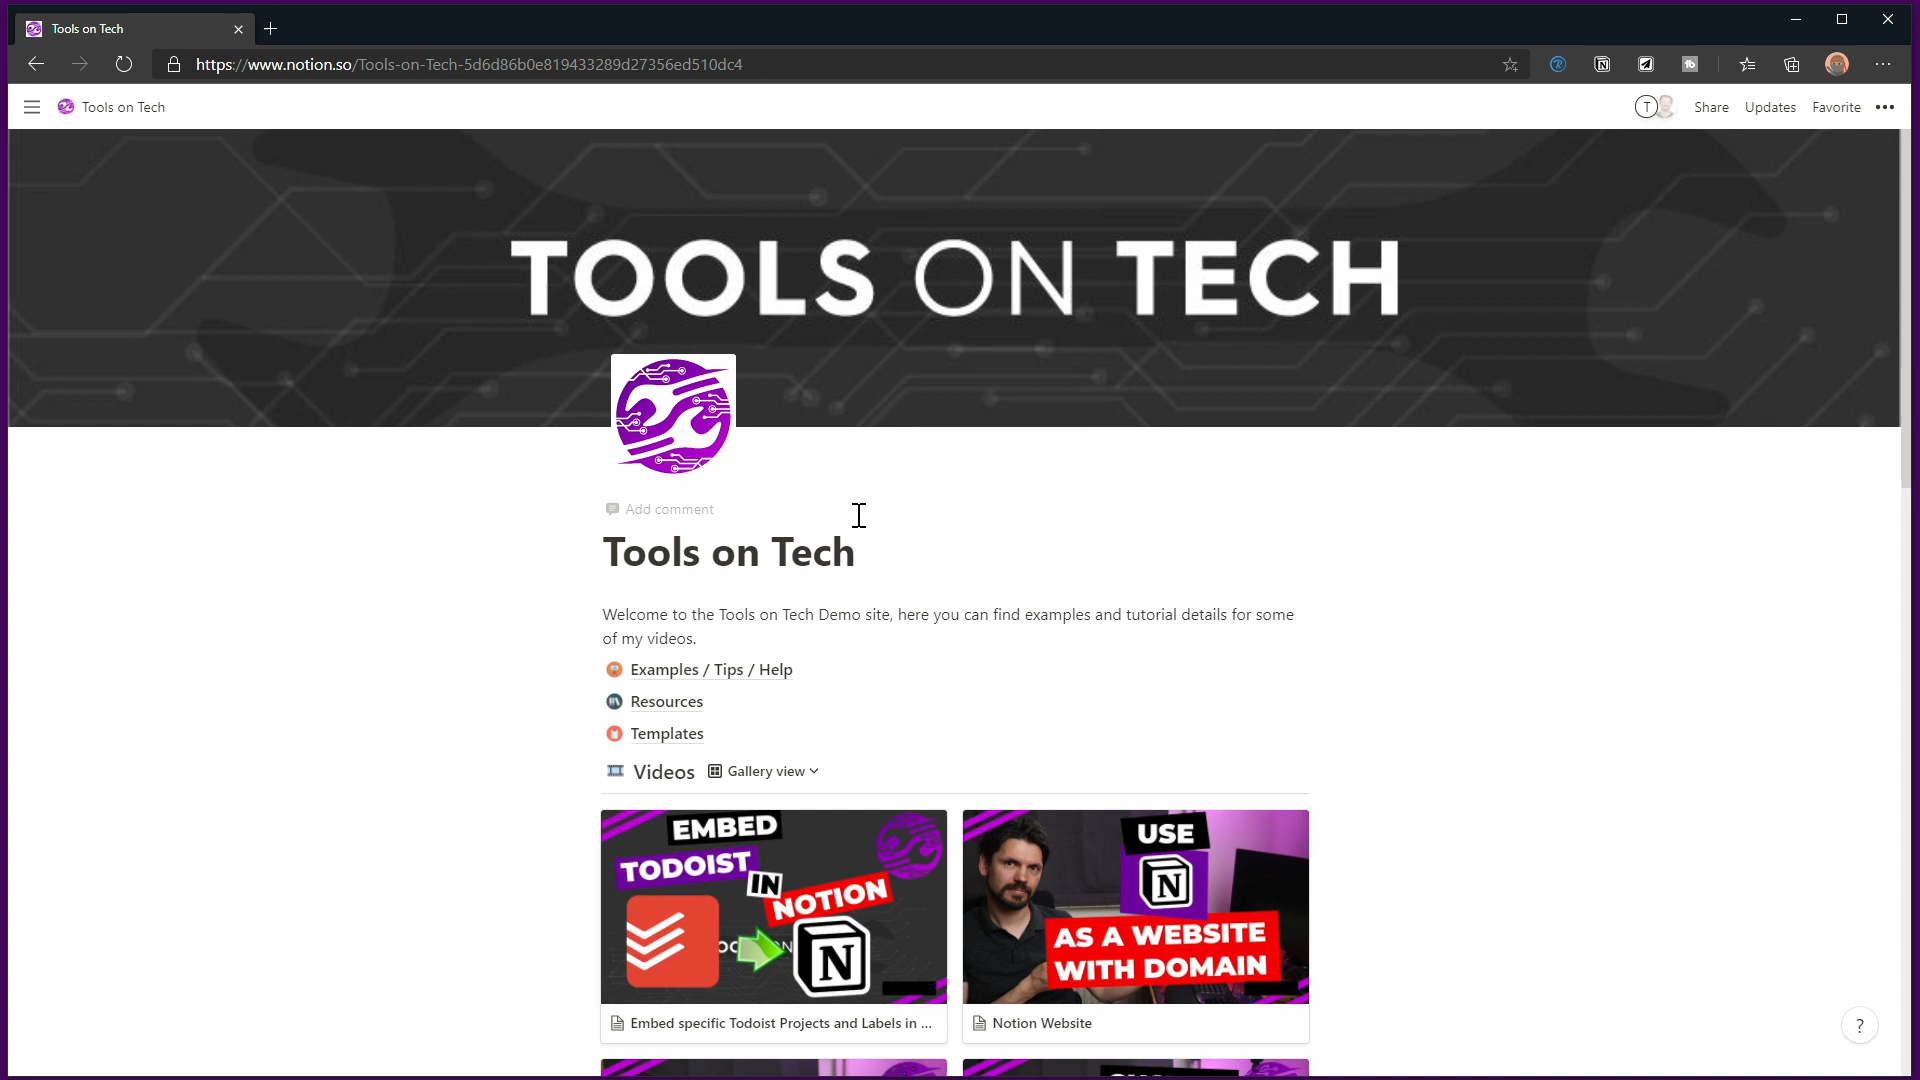 Tools on Tech
https://www.notion.so/Tools-on-Tech-5d6d86b0e819433289d27356ed510dc4
Tools on Tech
T
Share
Updates
Favorite
TOOLS ON TECH
Add comment
Tools on Tech
Welcome to the Tools on Tech Demo site, here you can find examples and tutorial details for some
of my videos.
Examples / Tips / Help
Resources
Templates
Videos
Gallery view
EMBED
TODOIST
IN
NOTION
N
USE
N
AS A WEBSITE
WITH DOMAIN
Embed specific Todoist Projects and Labels in ...
Notion Website
?